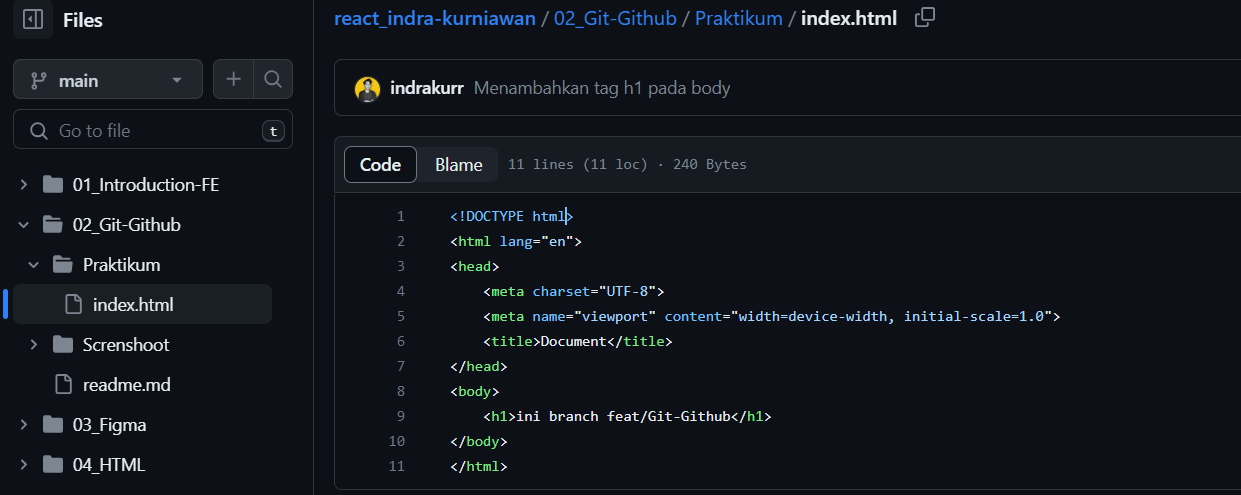 Files
main
Go to file
t
01_Introduction-FE
02_Git-Github
Praktikum
index.html
Screnshoot
readme.md
03_Figma
04_HTML
react_indra-kurniawan / 02_Git-Github / Praktikum / index.html
indrakurr Menambahkan tag h1 pada body
Code Blame 11 lines (11 loc) · 240 Bytes
1 <!DOCTYPE html>
2 <html lang="en">
3 <head>
4     <meta charset="UTF-8">
5     <meta name="viewport" content="width=device-width, initial-scale=1.0">
6     <title>Document</title>
7 </head>
8 <body>
9     <h1>ini branch feat/Git-Github</h1>
10 </body>
11 </html>